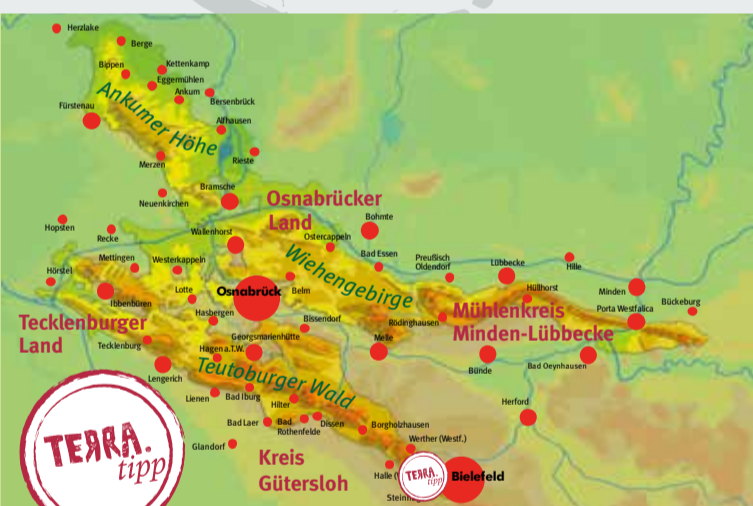 Herzlake
Berge
Bippen
Kettenkamp
Eggermühlen
Ankum
Bersenbrück
Fürstenau
Ankumer Höhe
Alfhausen
Merzen
Rieste
Bramsche
Neuenkirchen
Osnabrücker
Land
Hopsten
Recke
Wallenhorst
Bohmte
Ostercappeln
Mettingen
Westerkappeln
Wiehengebirge
Bad Essen
Preußisch
Oldendorf
Lübbecke
Hille
Hörstel
Ibbenbüren
Lotte
Osnabrück
Belm
Hüllhorst
Minden
Porta Westfalica
Bückeburg
Tecklenburger
Land
Hasbergen
Bissendorf
Rödinghausen
Mühlenkreis
Minden-Lübbecke
Tecklenburg
Georgsmarienhütte
Hagen a.T.W.
Melle
Lengerich
Teutoburger Wald
Bünde
Bad Oeynhausen
Lienen
Bad Iburg
Hilter
Herford
Bad Laer
Bad
Rothenfelde
Dissen
Borgholzhausen
Glandorf
Werther (Westf.)
Kreis
Gütersloh
Halle
TERRA.
tipp
Bielefeld
TERRA.
tipp